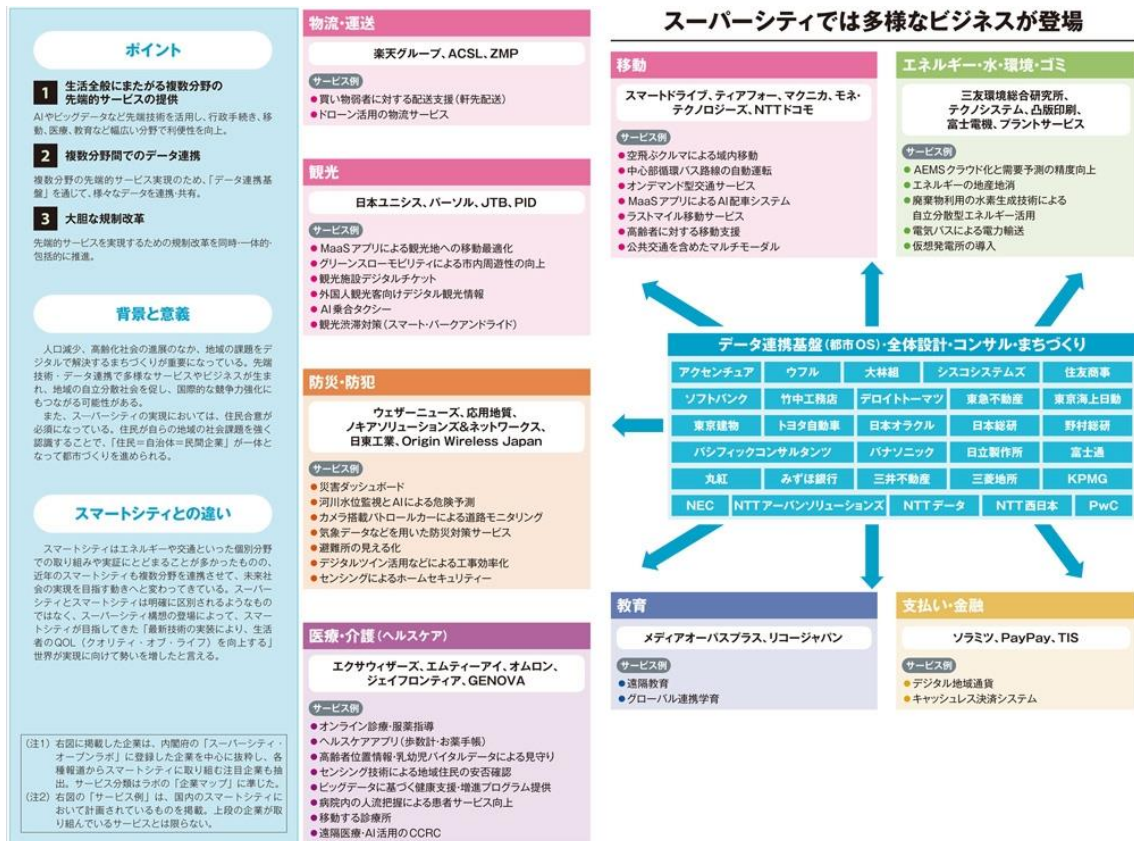 ポイント
1 生活全般にまたがる複数分野の
先端的サービスの提供
AIやビッグデータなど先端技術を活用し、行政手続き、移
動、医療、教育など幅広い分野で利便性を向上。
2 複数分野間でのデータ連携
複数分野の先端的サービス実現のため、「データ連携基
盤」を通じて、様々なデータを連携・共有。
3 大胆な規制改革
先端的サービスを実現するための規制改革を同時・一体的・
包括的に推進。
背景と意義
人口減少、高齢化社会の進展のなか、地域の課題をデ
ジタルで解決するまちづくりが重要になっている。先端
技術・データ連携で多様なサービスやビジネスが生ま
れ、地域の自立分散社会を促し、国際的な競争力強化に
もつながる可能性がある。
また、スーパーシティの実現においては、住民合意が
必須になっている。住民が自らの地域の社会課題を強く
認識することで、「住民=自治体=民間企業」が一体と
なって都市づくりを進められる。
スマートシティとの違い
スマートシティはエネルギーや交通といった個別分野
での取り組みや実証にとどまることが多かったものの、
近年のスマートシティも複数分野を連携させて、未来社
会の実現を目指す動きへと変わってきている。スーパー
シティとスマートシティは明確に区別されるようなもの
ではなく、スーパーシティ構想の登場によって、スマー
トシティが目指してきた「最新技術の実装により、生活
者のQOL(クオリティ・オブ・ライフ)を向上する」
世界が実現に向けて勢いを増したと言える。
(注1) 右図に掲載した企業は、内閣府の「スーパーシティ・
オープンラボ」に登録した企業を中心に抜粋し、各
種報道からスマートシティに取り組む注目企業も抽
出。サービス分類はラボの「企業マップ」に準じた。
(注2) 右図の「サービス例」は、国内のスマートシティに
おいて計画されているものを掲載。上段の企業が取
り組んでいるサービスとは限らない。
物流・運送
楽天グループ、ACSL、ZMP
サービス例
●買い物弱者に対する配送支援(軒先配送)
●ドローン活用の物流サービス
観光
日本ユニシス、パーソル、JTB、PID
サービス例
●MaaSアプリによる観光地への移動最適化
●グリーンスローモビリティによる市内周遊性の向上
●観光施設デジタルチケット
●外国人観光客向けデジタル観光情報
●AI乗合タクシー
●観光渋滞対策(スマート・パークアンドライド)
防災・防犯
ウェザーニューズ、応用地質、
ノキアソリューションズ&ネットワークス、
日東工業、Origin Wireless Japan
サービス例
●災害ダッシュボード
●河川水位監視とAIによる危険予測
●カメラ搭載パトロールカーによる道路モニタリング
●気象データなどを用いた防災対策サービス
●避難所の見える化
●デジタルツイン活用などによる工事効率化
●センシングによるホームセキュリティー
医療・介護(ヘルスケア)
エクサウィザーズ、エムティーアイ、オムロン、
ジェイフロンティア、GENOVA
サービス例
●オンライン診療・服薬指導
●ヘルスケアアプリ(歩数計・お薬手帳)
●高齢者位置情報・乳幼児バイタルデータによる見守り
●センシング技術による地域住民の安否確認
●ビッグデータに基づく健康支援・増進プログラム提供
●病院内の人流把握による患者サービス向上
●移動する診療所
●遠隔医療・AI活用のCCRC
スーパーシティでは多様なビジネスが登場
移動
スマートドライブ、ティアフォー、マクニカ、モネ・
テクノロジーズ、NTTドコモ
サービス例
●空飛ぶクルマによる域内移動
●中心部循環バス路線の自動運転
●オンデマンド型交通サービス
●MaaSアプリによるAI配車システム
●ラストマイル移動サービス
●高齢者に対する移動支援
●公共交通を含めたマルチモーダル
エネルギー・水・環境・ゴミ
三友環境総合研究所、
テクノシステム、凸版印刷、
富士電機、プラントサービス
サービス例
●AEMSクラウド化と需要予測の精度向上
●エネルギーの地産地消
●廃棄物利用の水素生成技術による
自立分散型エネルギー活用
●電気バスによる電力輸送
●仮想発電所の導入
データ連携基盤(都市OS)・全体設計・コンサル・まちづくり
アクセンチュア ウフル 大林組 シスコシステムズ 住友商事
ソフトバンク 竹中工務店 デロイトトーマツ 東急不動産 東京海上日動
東京建物 トヨタ自動車 日本オラクル 日本総研 野村総研
パシフィックコンサルタンツ パナソニック 日立製作所 富士通
丸紅 みずほ銀行 三井不動産 三菱地所 KPMG
NEC NTTアーバンソリューションズ NTTデータ NTT西日本 PwC
教育
メディアオーパスプラス、リコージャパン
サービス例
●遠隔教育
●グローバル連携学育
支払い・金融
ソラミツ、PayPay、TIS
サービス例
●デジタル地域通貨
●キャッシュレス決済システム